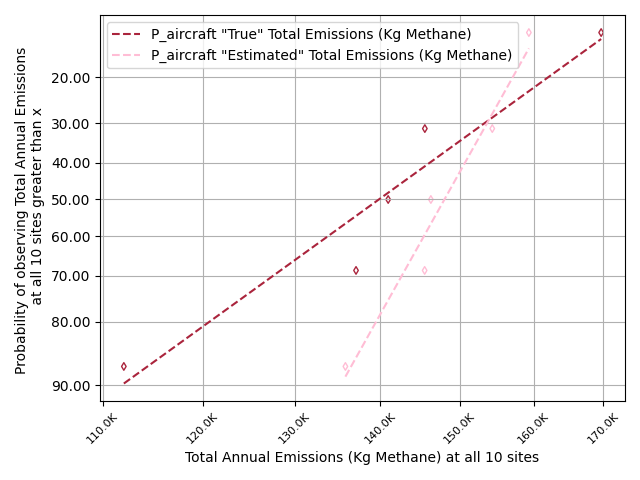 P_aircraft "True" Total Emissions (Kg Methane)
P_aircraft "Estimated" Total Emissions (Kg Methane)
Probability of observing Total Annual Emissions
at all 10 sites greater than x
20.00
30.00
40.00
50.00
60.00
70.00
80.00
90.00
110.0K
120.0K
130.0K
140.0K
150.0K
160.0K
170.0K
Total Annual Emissions (Kg Methane) at all 10 sites